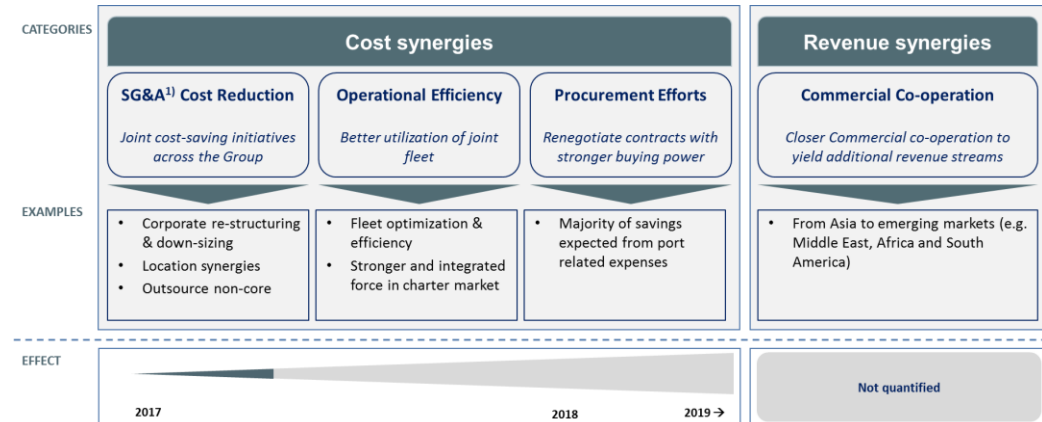 CATEGORIES
Cost synergies
Revenue synergies
SG&A1) Cost Reduction
Joint cost-saving initiatives
across the Group
Operational Efficiency
Better utilization of joint
fleet
Procurement Efforts
Renegotiate contracts with
stronger buying power
Commercial Co-operation
Closer Commercial co-operation to
yield additional revenue streams
EXAMPLES
• Corporate re-structuring
& down-sizing
• Location synergies
• Outsource non-core
• Fleet optimization &
efficiency
• Stronger and integrated
force in charter market
• Majority of savings
expected from port
related expenses
• From Asia to emerging markets (e.g.
Middle East, Africa and South
America)
EFFECT
2017
2018
2019 →
Not quantified